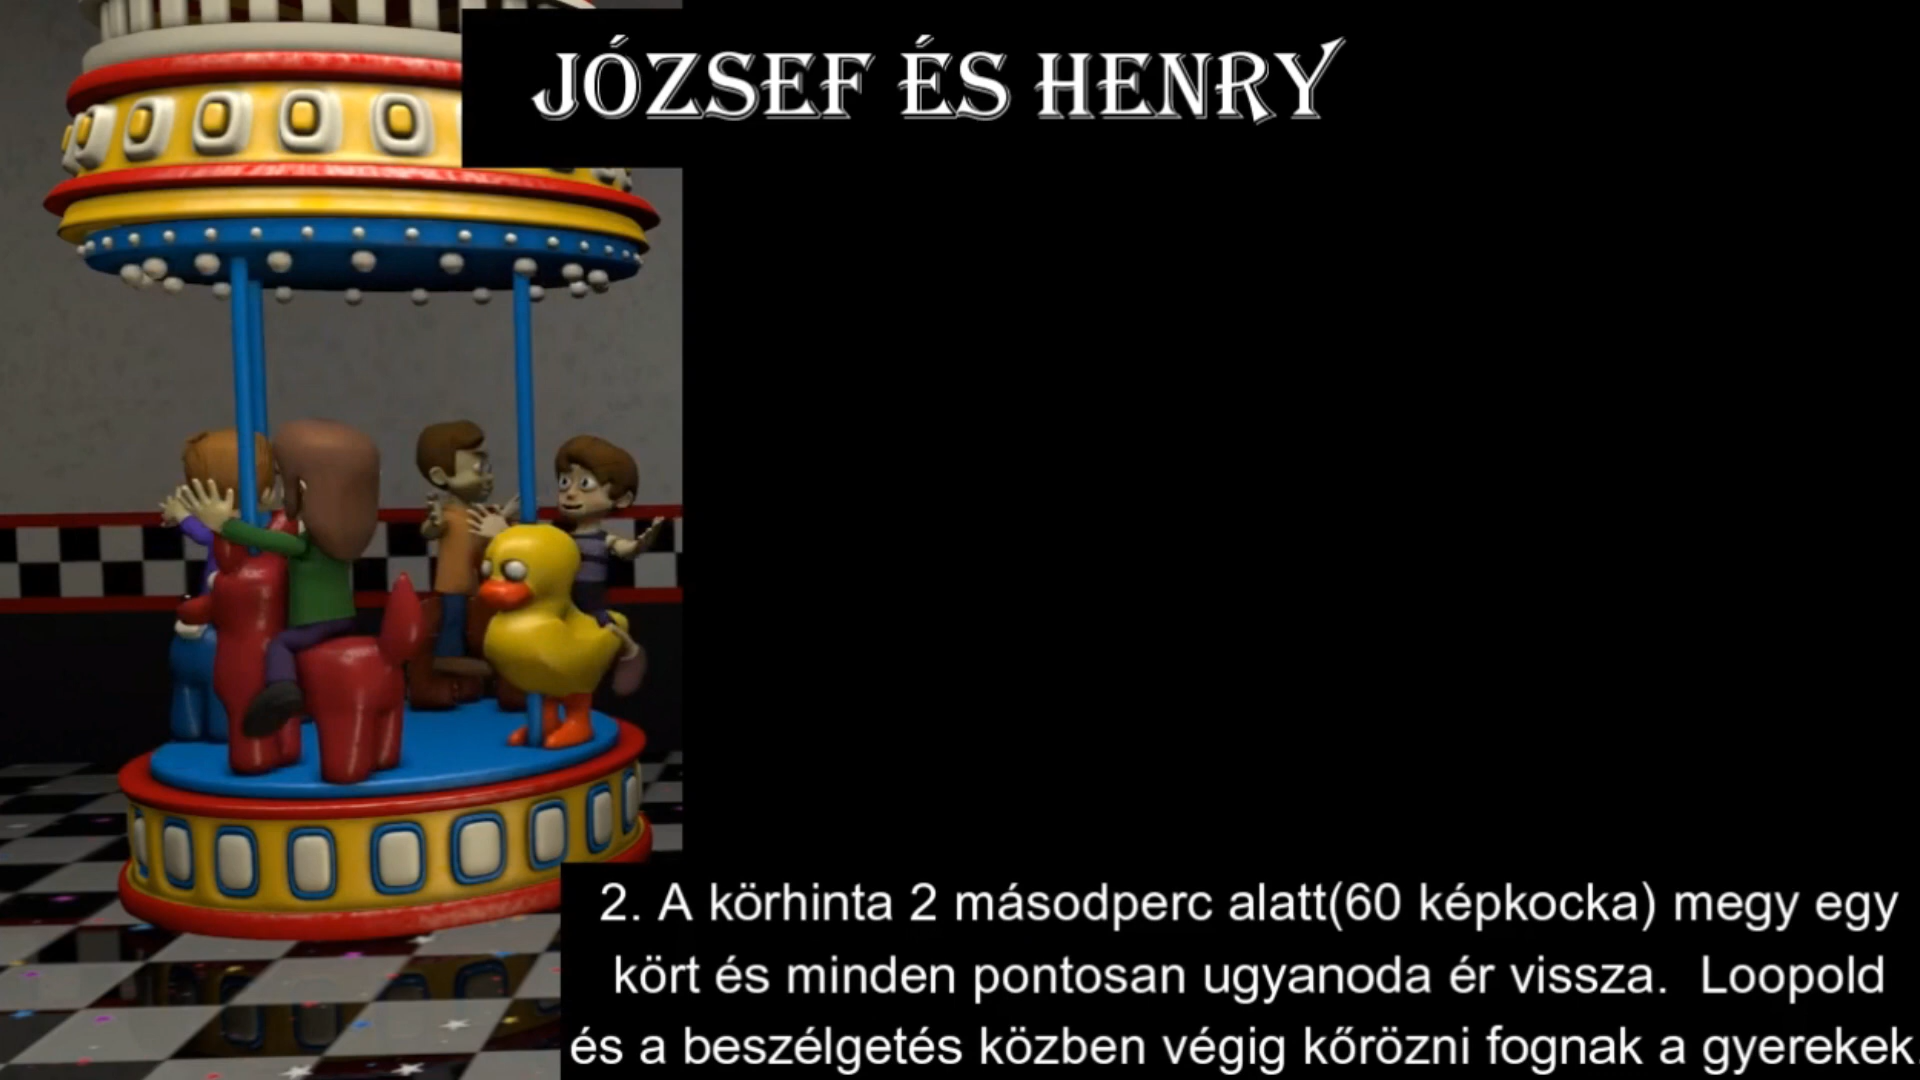 JÓZSEF ÉS HENRY
2. A körhinta 2 másodperc alatt(60 képkocka) megy egy
kört és minden pontosan ugyanoda ér vissza.  Loopold
és a beszélgetés közben végig kőrözni fognak a gyerekek